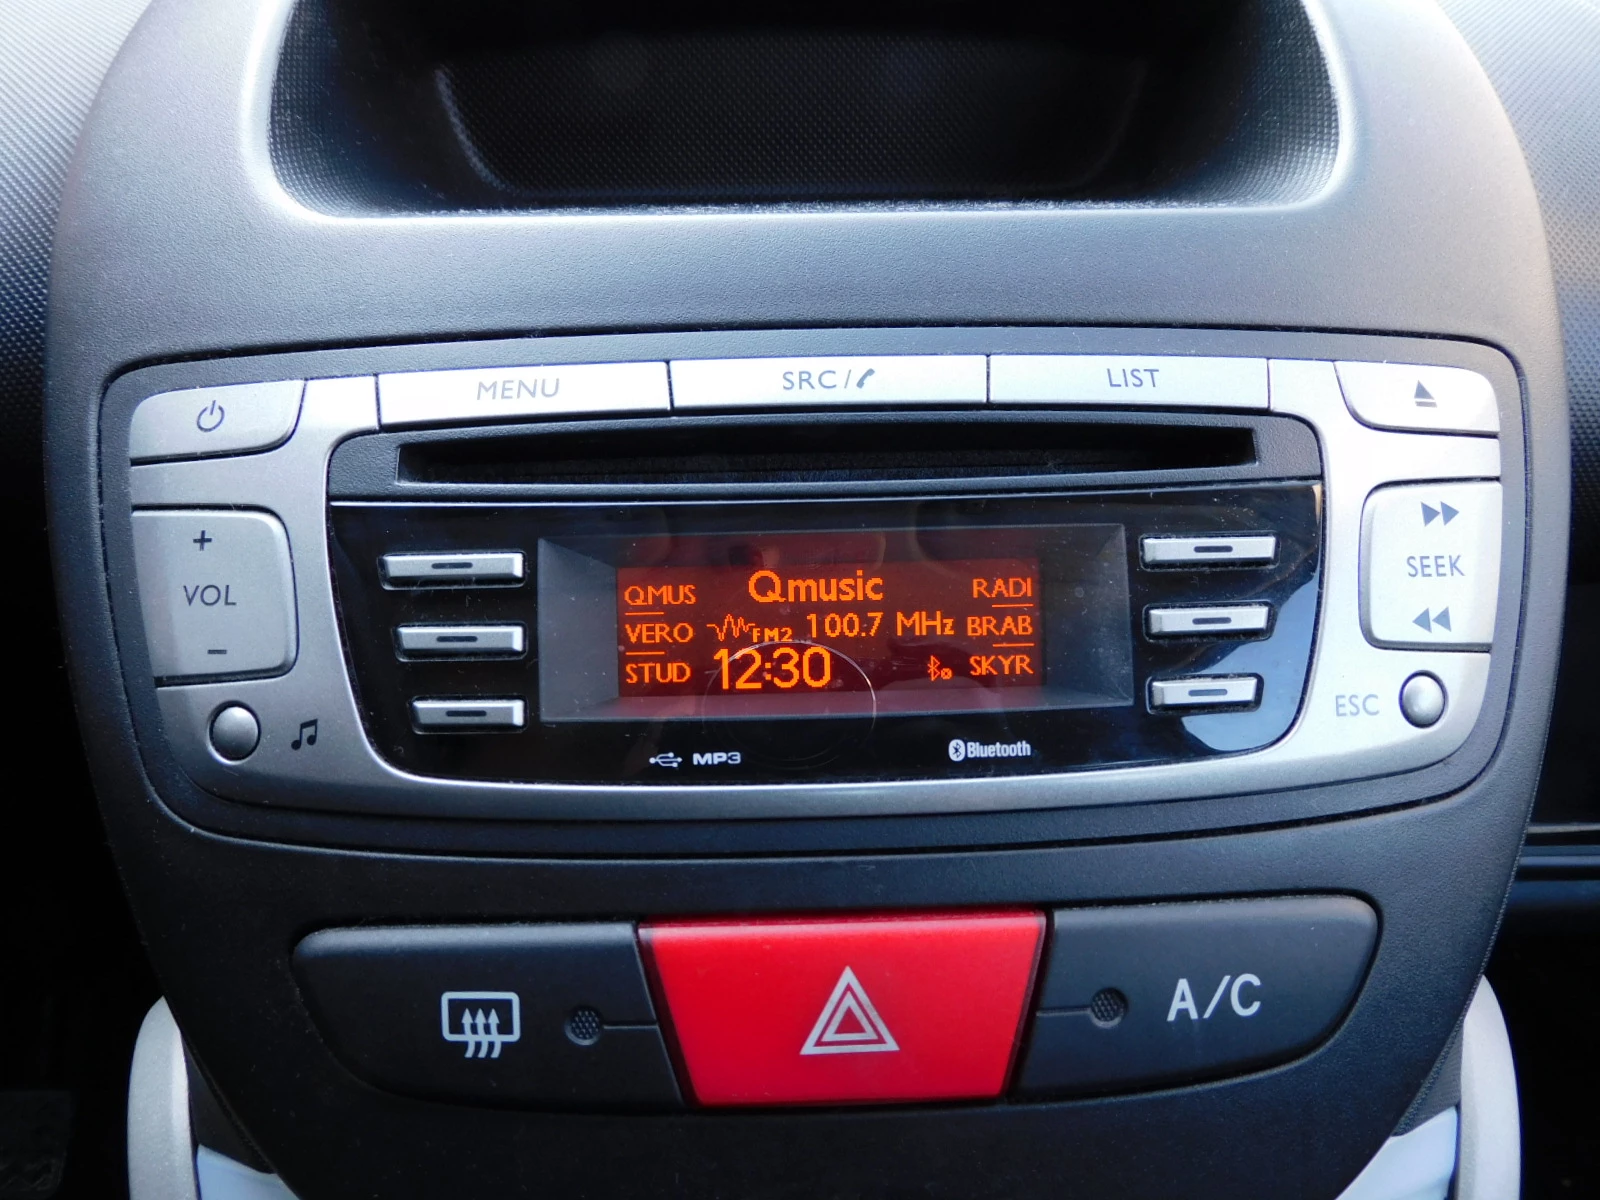 MENU
SRC/
LIST
+
VOL
-
SEEK
ESC
QMUS Qmusic RADI
VERO FM2 100.7 MHz BRAB
STUD 12:30 SKYR
MP3
Bluetooth
A/C